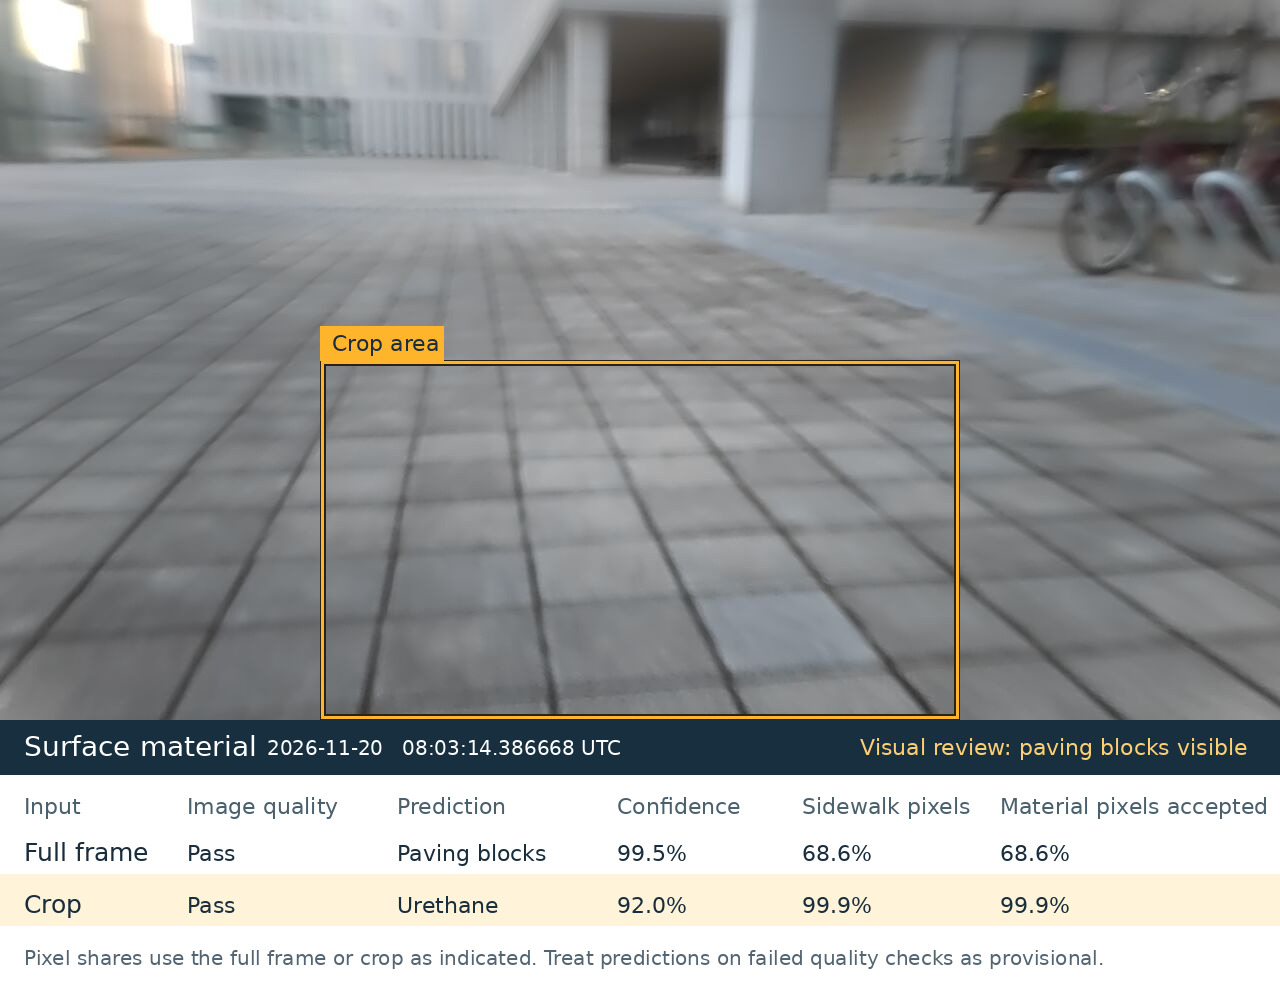 Crop area
Surface material 2026-11-20 08:03:14.386668 UTC Visual review: paving blocks visible
Input Image quality Prediction Confidence Sidewalk pixels Material pixels accepted
Full frame Pass Paving blocks 99.5% 68.6% 68.6%
Crop Pass Urethane 92.0% 99.9% 99.9%
Pixel shares use the full frame or crop as indicated. Treat predictions on failed quality checks as provisional.